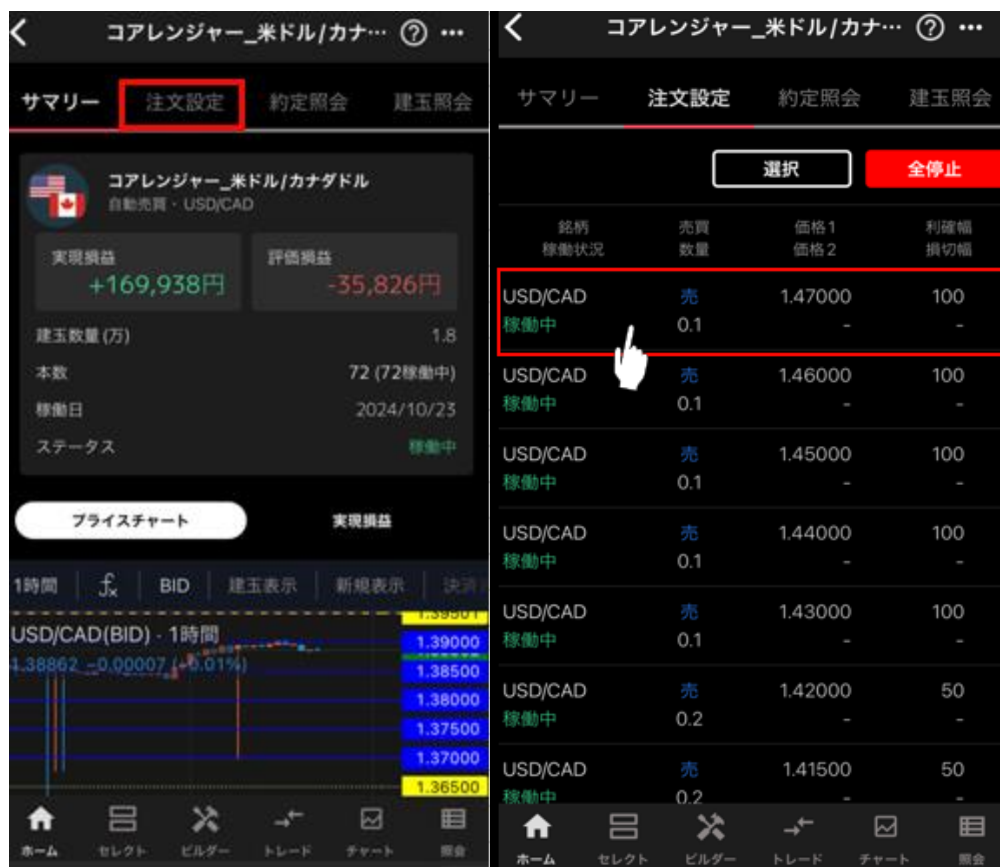 コアレンジャー_米ドル/カナ…
サマリー 注文設定 約定照会 建玉照会
コアレンジャー_米ドル/カナダドル
自動売買・USD/CAD
実現損益 評価損益
+169,938円 -35,826円
建玉数量(万) 1.8
本数 72 (72稼働中)
稼働日 2024/10/23
ステータス 稼働中
プライスチャート 実現損益
1時間 BID 建玉表示 新規表示
1.39501
USD/CAD(BID)・1時間 1.39000
1.38862 -0.00007 (-0.01%)
1.38500
1.38000
1.37500
1.37000
1.36500
ホーム セレクト ビルダー トレード チャート 照会
コアレンジャー_米ドル/カナ…
サマリー 注文設定 約定照会 建玉照会
選択 全停止
銘柄 売買 価格1 利確幅
稼働状況 数量 価格2 損切幅
USD/CAD 売 1.47000 100
稼働中 0.1 - -
USD/CAD 売 1.46000 100
稼働中 0.1 - -
USD/CAD 売 1.45000 100
稼働中 0.1 - -
USD/CAD 売 1.44000 100
稼働中 0.1 - -
USD/CAD 売 1.43000 100
稼働中 0.1 - -
USD/CAD 売 1.42000 50
稼働中 0.2 - -
USD/CAD 売 1.41500 50
稼働中 0.2 - -
ホーム セレクト ビルダー トレード チャート 照会